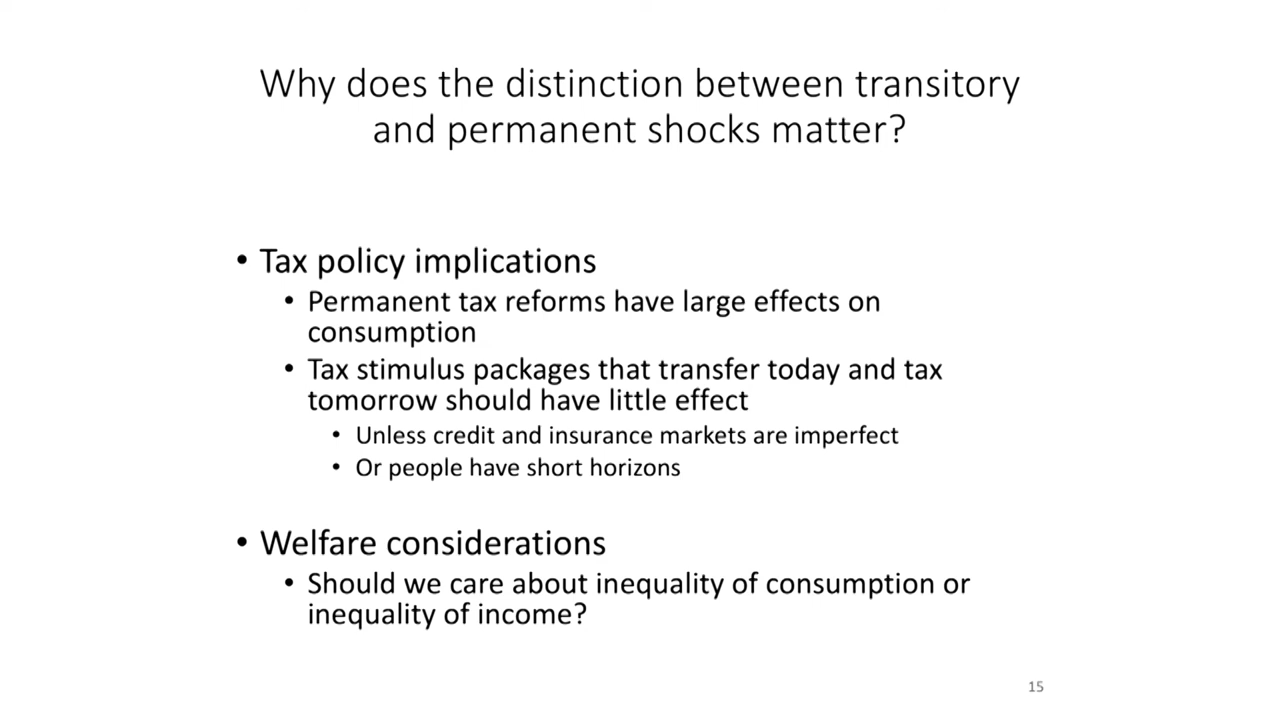 Why does the distinction between transitory
and permanent shocks matter?
• Tax policy implications
• Permanent tax reforms have large effects on
consumption
• Tax stimulus packages that transfer today and tax
tomorrow should have little effect
• Unless credit and insurance markets are imperfect
• Or people have short horizons
• Welfare considerations
• Should we care about inequality of consumption or
inequality of income?
15